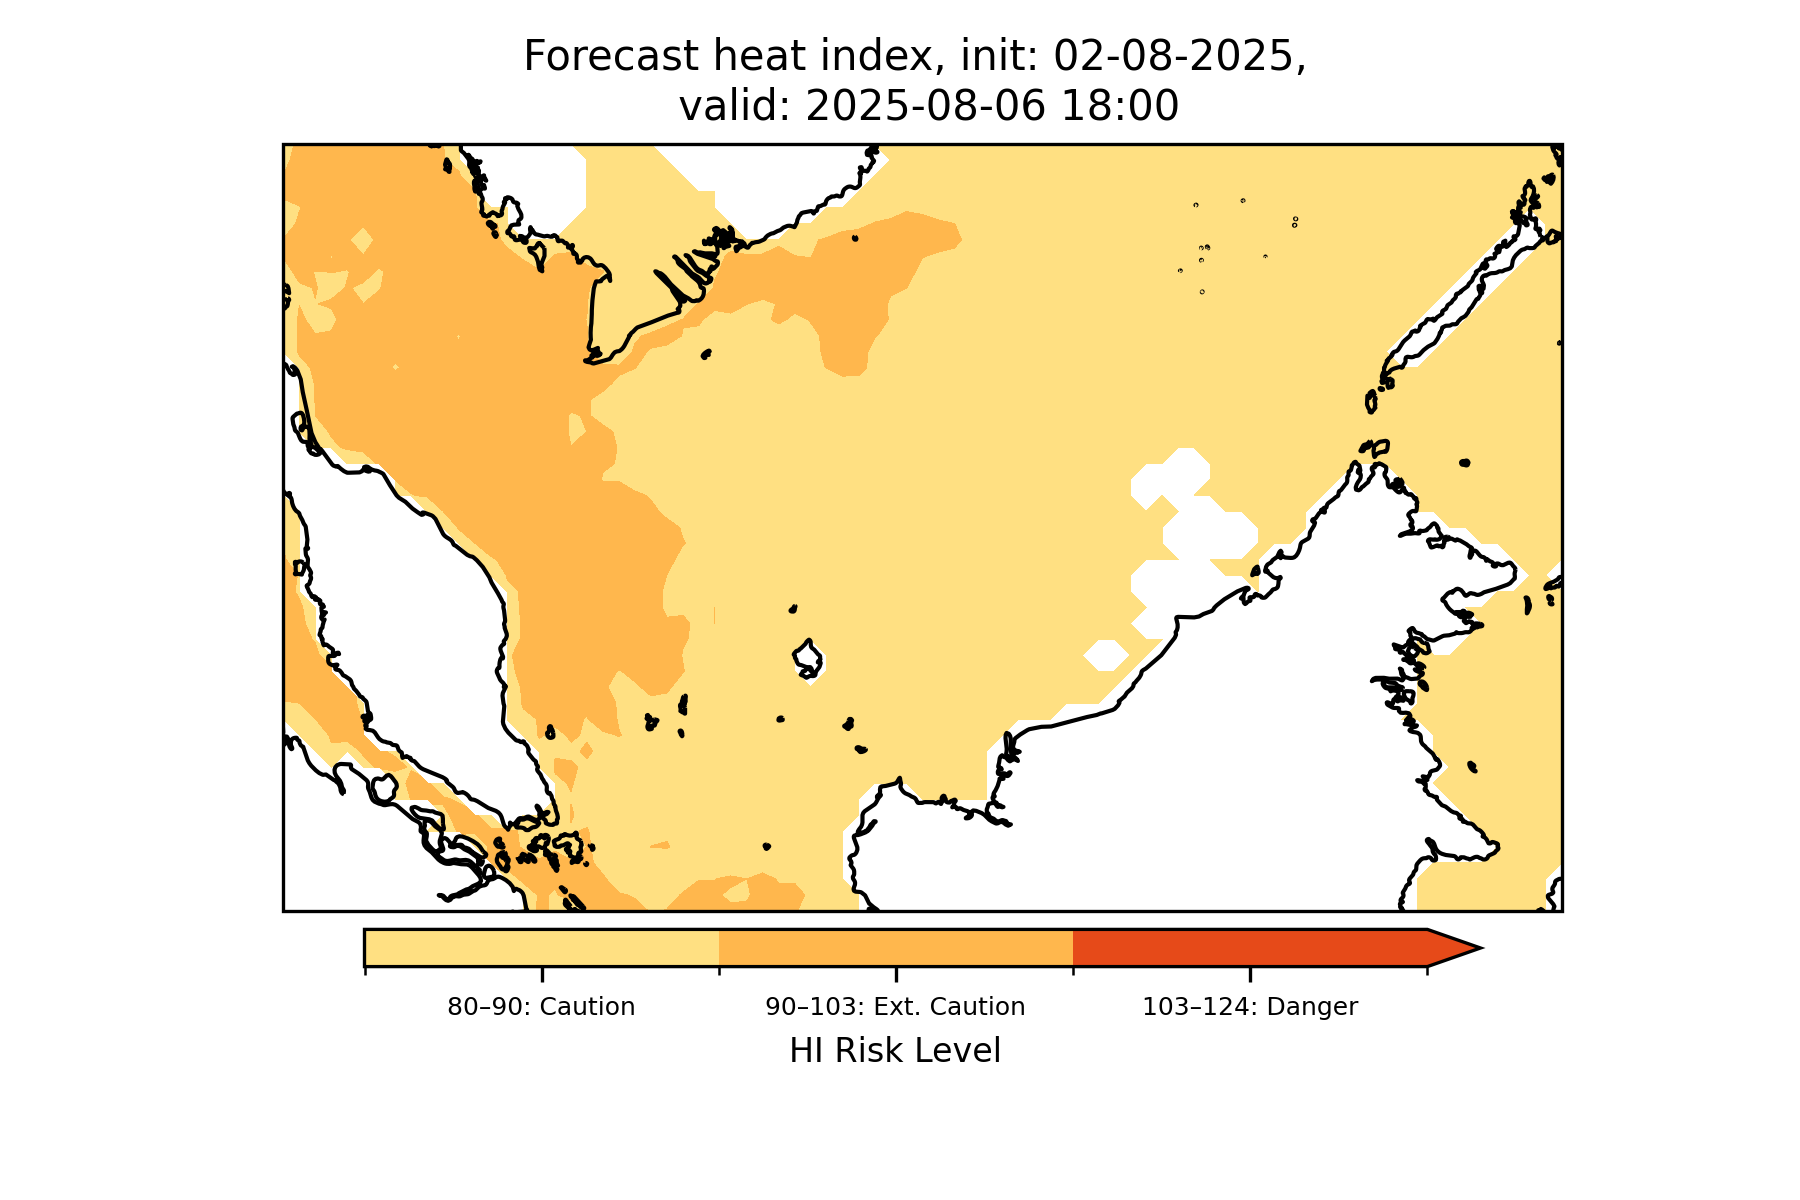 Forecast heat index, init: 02-08-2025,
valid: 2025-08-06 18:00
80–90: Caution
90–103: Ext. Caution
103–124: Danger
HI Risk Level